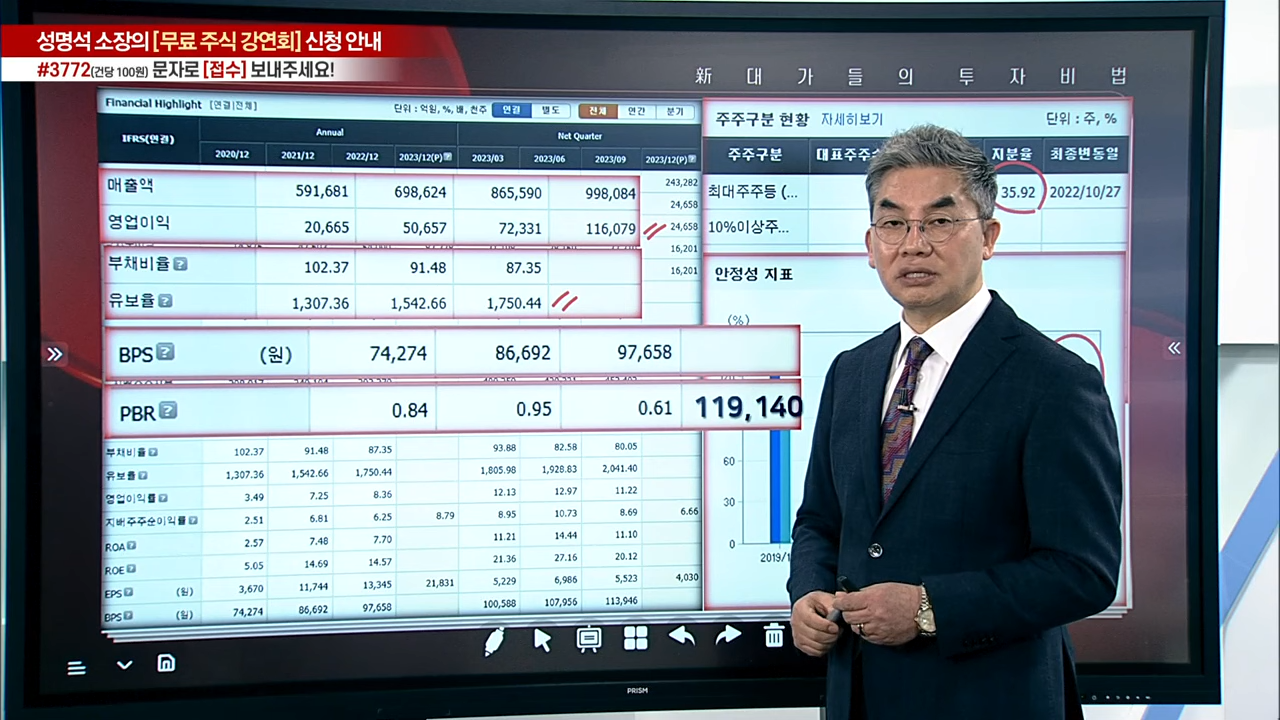 성명석 소장의 [무료 주식 강연회] 신청 안내
#3772(건당 100원) 문자로 [접수] 보내주세요!
新 대 가 들 의 투 자 비 법
Financial Highlight [연결|전체]
단위 : 억원, %, 배, 천주 연결 별도 전체 연간 분기
IFRS(연결) Annual Net Quarter
2020/12 2021/12 2022/12 2023/12(P) 2023/03 2023/06 2023/09 2023/12(P)
매출액 591,681 698,624 865,590 998,084 243,282
24,658
영업이익 20,665 50,657 72,331 116,079 24,658
16,201
부채비율 102.37 91.48 87.35 16,201
유보율 1,307.36 1,542.66 1,750.44
BPS (원) 74,274 86,692 97,658
PBR 0.84 0.95 0.61 119,140
부채비율 102.37 91.48 87.35 93.88 82.58 80.05
유보율 1,307.36 1,542.66 1,750.44 1,805.98 1,928.83 2,041.40
영업이익률 3.49 7.25 8.36 12.13 12.97 11.22
지배주주순이익률 2.51 6.81 6.25 8.79 8.95 10.73 8.69 6.66
ROA 2.57 7.48 7.70 11.21 14.44 11.10
ROE 5.05 14.69 14.57 21.36 27.16 20.12
EPS (원) 3,670 11,744 13,345 21,831 5,229 6,986 5,523 4,030
BPS (원) 74,274 86,692 97,658 100,588 107,956 113,946
주주구분 현황 자세히보기 단위 : 주, %
주주구분 대표주주 지분율 최종변동일
최대주주등 (... 35.92 2022/10/27
10%이상주...
안정성 지표
(%)
60
30
0
2019/1
PRISM